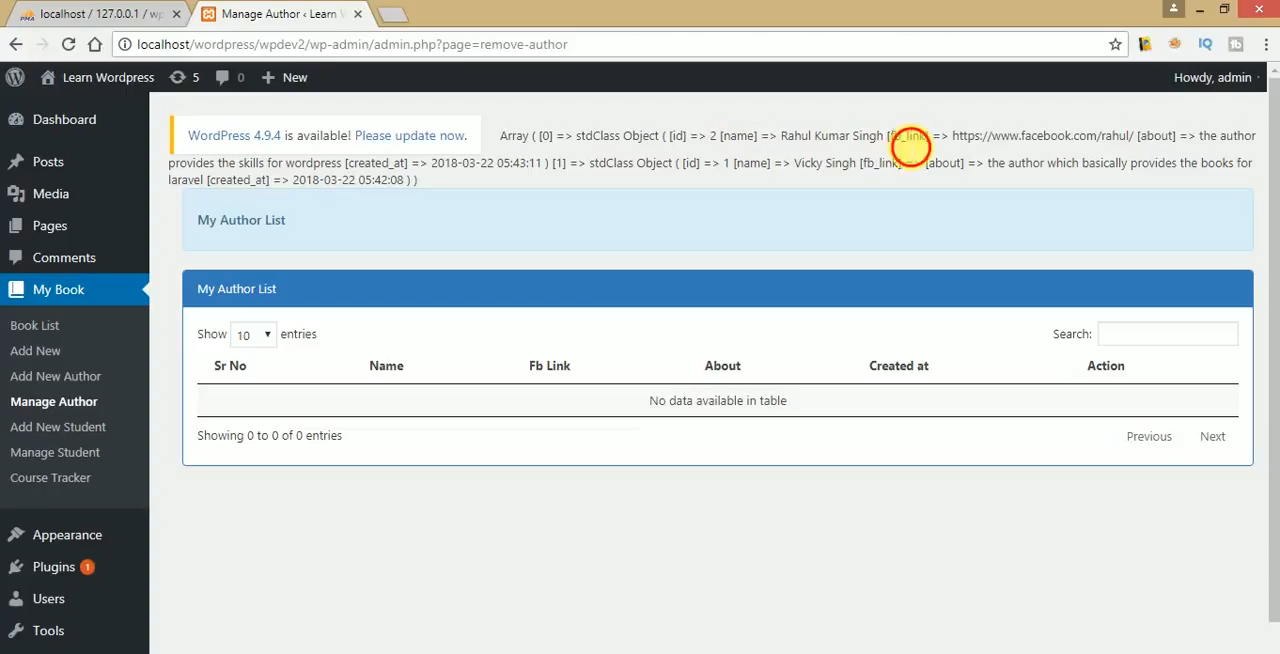 localhost / 127.0.0.1 / wp
Manage Author ‹ Learn W
localhost/wordpress/wpdev2/wp-admin/admin.php?page=remove-author
Learn Wordpress 5 0 New Howdy, admin
Dashboard
Posts
Media
Pages
Comments
My Book
Book List
Add New
Add New Author
Manage Author
Add New Student
Manage Student
Course Tracker
Appearance
Plugins 1
Users
Tools
WordPress 4.9.4 is available! Please update now.
Array ( [0] => stdClass Object ( [id] => 2 [name] => Rahul Kumar Singh [fb_link] => https://www.facebook.com/rahul/ [about] => the author
provides the skills for wordpress [created_at] => 2018-03-22 05:43:11 ) [1] => stdClass Object ( [id] => 1 [name] => Vicky Singh [fb_link] => [about] => the author which basically provides the books for
laravel [created_at] => 2018-03-22 05:42:08 ) )
My Author List
My Author List
Show 10 entries Search:
Sr No Name Fb Link About Created at Action
No data available in table
Showing 0 to 0 of 0 entries Previous Next